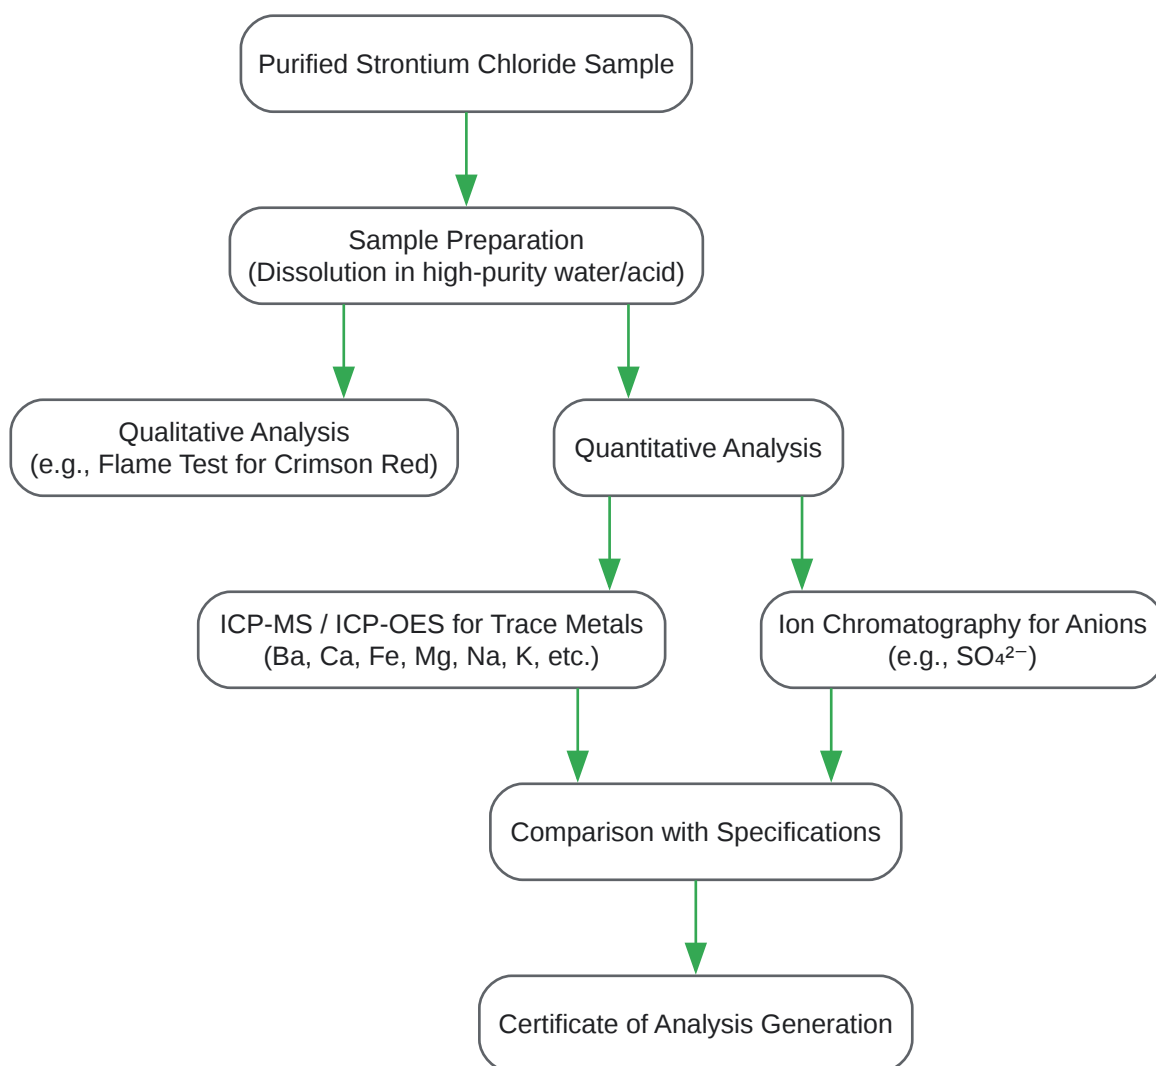 Purified Strontium Chloride Sample
Sample Preparation
(Dissolution in high-purity water/acid)
Qualitative Analysis
(e.g., Flame Test for Crimson Red)
Quantitative Analysis
ICP-MS / ICP-OES for Trace Metals
(Ba, Ca, Fe, Mg, Na, K, etc.)
Ion Chromatography for Anions
(e.g., SO₄²⁻)
Comparison with Specifications
Certificate of Analysis Generation